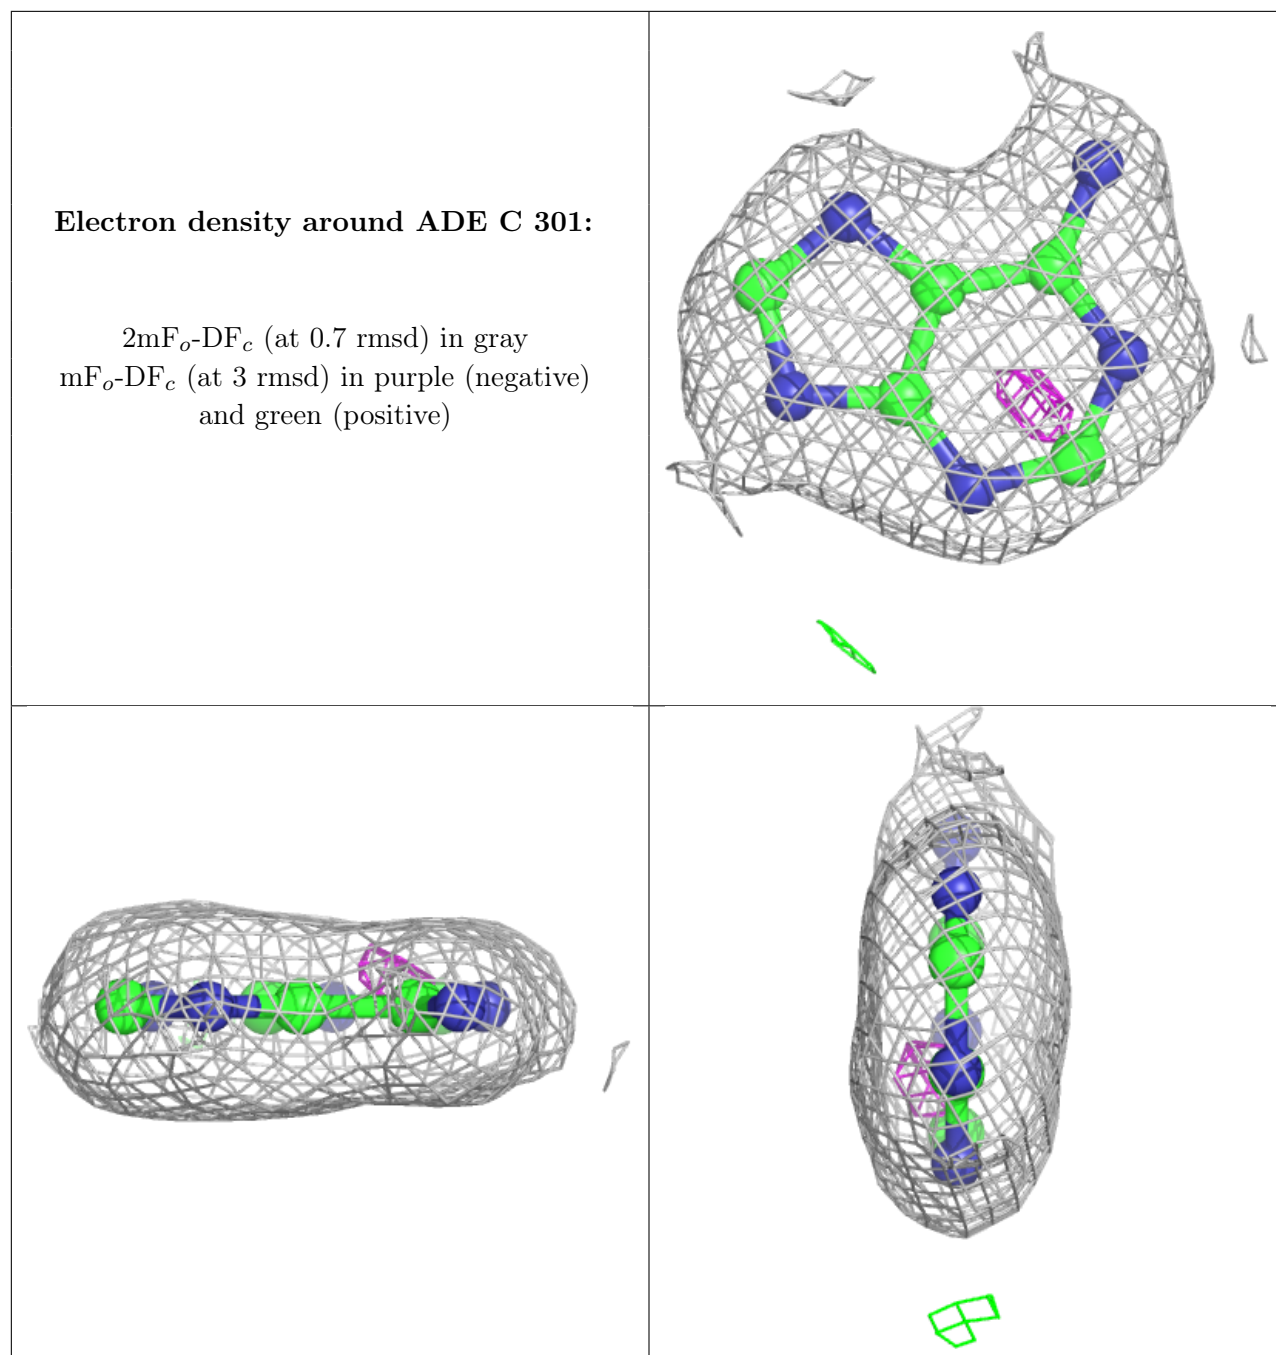 Electron density around ADE C 301:
2mFo-DFc (at 0.7 rmsd) in gray
mFo-DFc (at 3 rmsd) in purple (negative)
and green (positive)